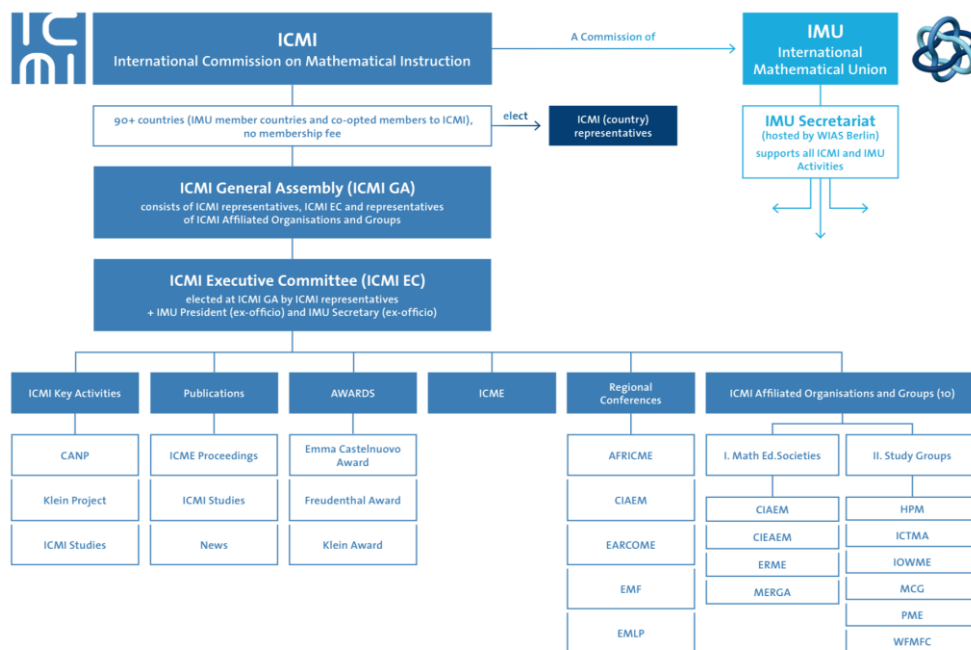 IC
mi
ICMI
International Commission on Mathematical Instruction
A Commission of
IMU
International
Mathematical Union
90+ countries (IMU member countries and co-opted members to ICMI),
no membership fee
elect
ICMI (country)
representatives
IMU Secretariat
(hosted by WIAS Berlin)
supports all ICMI and IMU
Activities
ICMI General Assembly (ICMI GA)
consists of ICMI representatives, ICMI EC and representatives
of ICMI Affiliated Organisations and Groups
ICMI Executive Committee (ICMI EC)
elected at ICMI GA by ICMI representatives
+ IMU President (ex-officio) and IMU Secretary (ex-officio)
ICMI Key Activities
CANP
Klein Project
ICMI Studies
Publications
ICME Proceedings
ICMI Studies
News
AWARDS
Emma Castelnuovo
Award
Freudenthal Award
Klein Award
ICME
Regional
Conferences
AFRICME
CIAEM
EARCOME
EMF
EMLP
ICMI Affiliated Organisations and Groups (10)
I. Math Ed.Societies
CIAEM
CIEAEM
ERME
MERGA
II. Study Groups
HPM
ICTMA
IOWME
MCG
PME
WFMFC